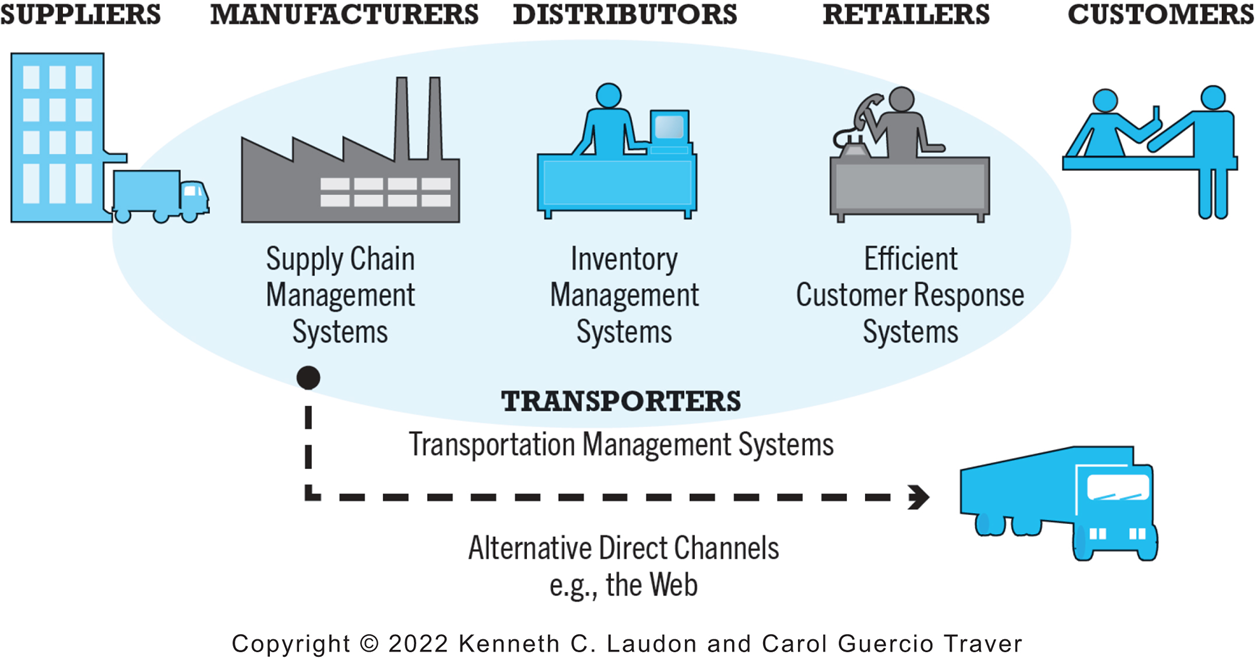 SUPPLIERS MANUFACTURERS DISTRIBUTORS RETAILERS CUSTOMERS
Supply Chain
Management
Systems
Inventory
Management
Systems
Efficient
Customer Response
Systems
TRANSPORTERS
Transportation Management Systems
Alternative Direct Channels
e.g., the Web
Copyright © 2022 Kenneth C. Laudon and Carol Guercio Traver